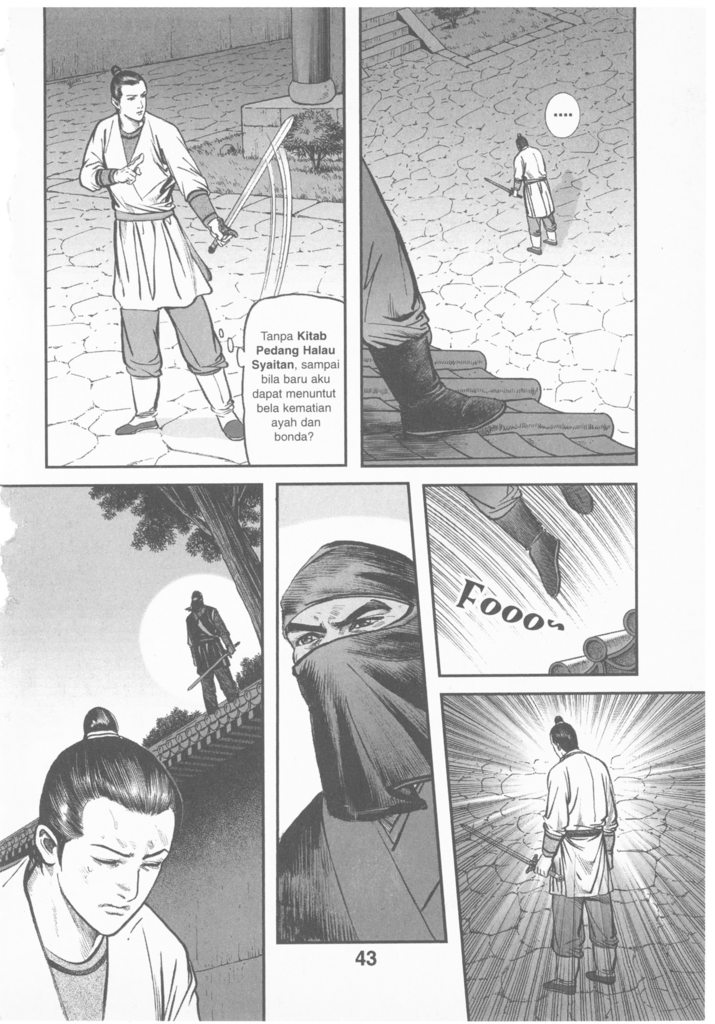 Tanpa Kitab
Pedang Halau
Syaitan, sampai
bila baru aku
dapat menuntut
bela kematian
ayah dan
bonda?
....
Fooo~
43